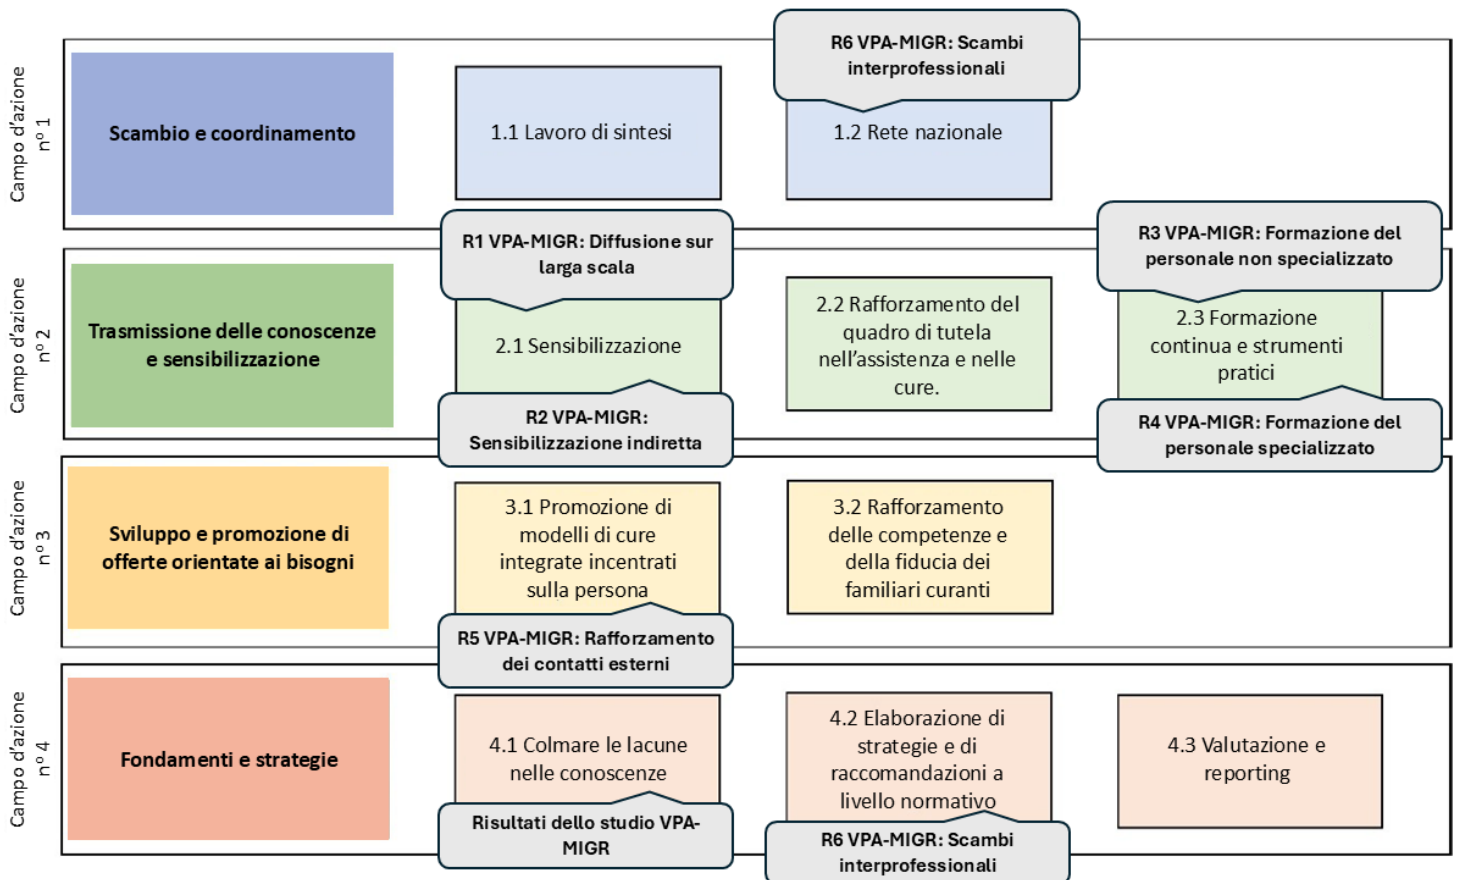 Campo d'azione
n° 1
Scambio e coordinamento
1.1 Lavoro di sintesi
R6 VPA-MIGR: Scambi
interprofessionali
1.2 Rete nazionale
Campo d'azione
n° 2
Trasmissione delle conoscenze
e sensibilizzazione
R1 VPA-MIGR: Diffusione su
larga scala
2.1 Sensibilizzazione
R2 VPA-MIGR:
Sensibilizzazione indiretta
2.2 Rafforzamento del
quadro di tutela
nell'assistenza e nelle
cure.
R3 VPA-MIGR: Formazione del
personale non specializzato
2.3 Formazione
continua e strumenti
pratici
R4 VPA-MIGR: Formazione del
personale specializzato
Campo d'azione
n° 3
Sviluppo e promozione di
offerte orientate ai bisogni
3.1 Promozione di
modelli di cure
integrate incentrati
sulla persona
R5 VPA-MIGR: Rafforzamento
dei contatti esterni
3.2 Rafforzamento
delle competenze e
della fiducia dei
familiari curanti
Campo d'azione
n° 4
Fondamenti e strategie
4.1 Colmare le lacune
nelle conoscenze
Risultati dello studio VPA-
MIGR
4.2 Elaborazione di
strategie e di
raccomandazioni a
livello normativo
R6 VPA-MIGR: Scambi
interprofessionali
4.3 Valutazione e
reporting